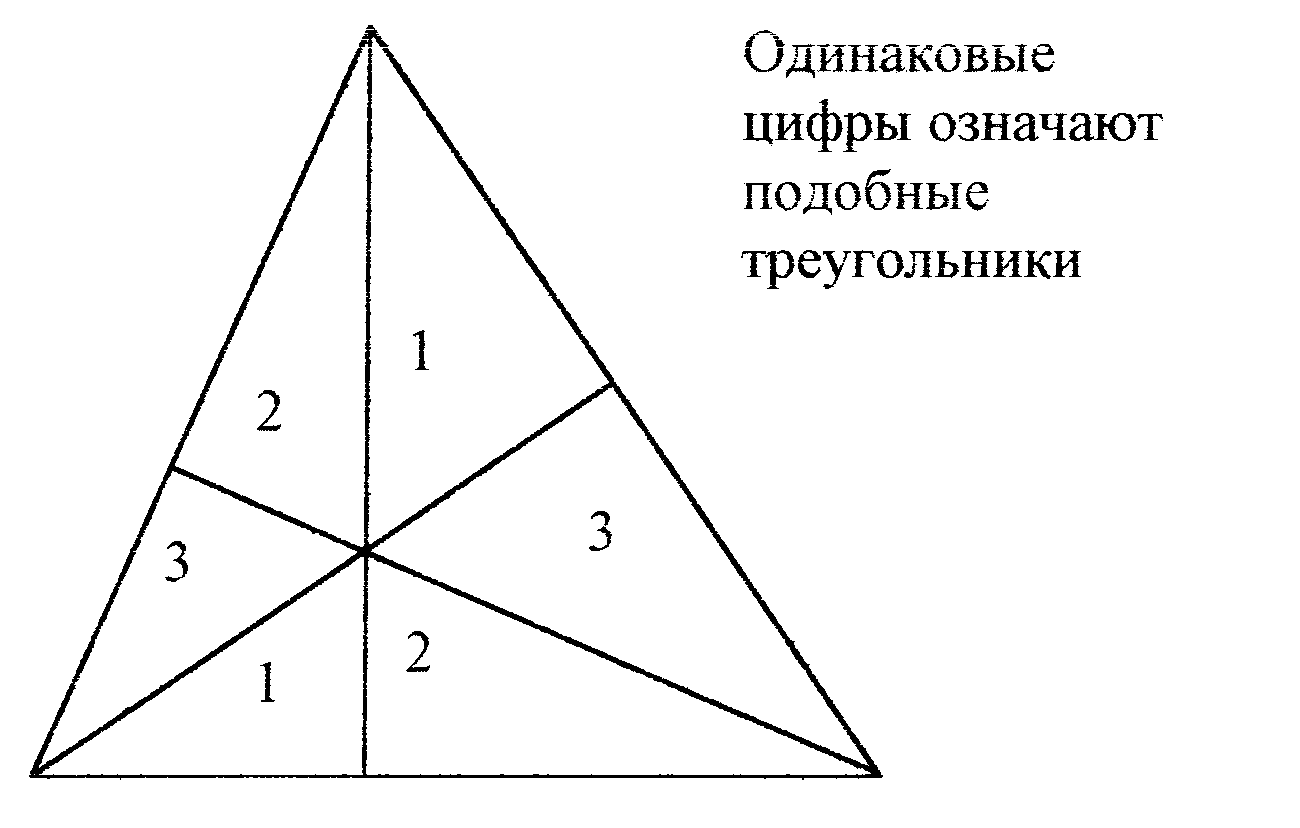 Одинаковые
цифры означают
подобные
треугольники
1
2
3
3
2
1